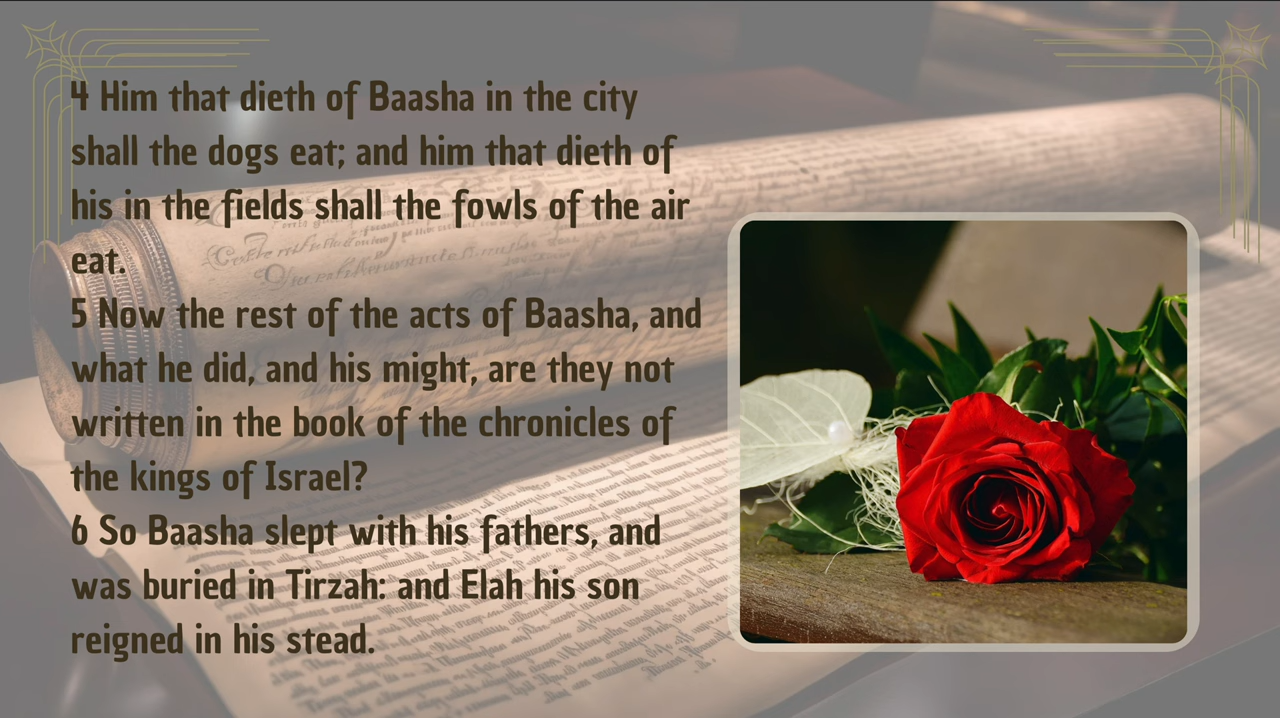 4 Him that dieth of Baasha in the city
shall the dogs eat; and him that dieth of
his in the fields shall the fowls of the air
eat.
5 Now the rest of the acts of Baasha, and
what he did, and his might, are they not
written in the book of the chronicles of
the kings of Israel?
6 So Baasha slept with his fathers, and
was buried in Tirzah: and Elah his son
reigned in his stead.